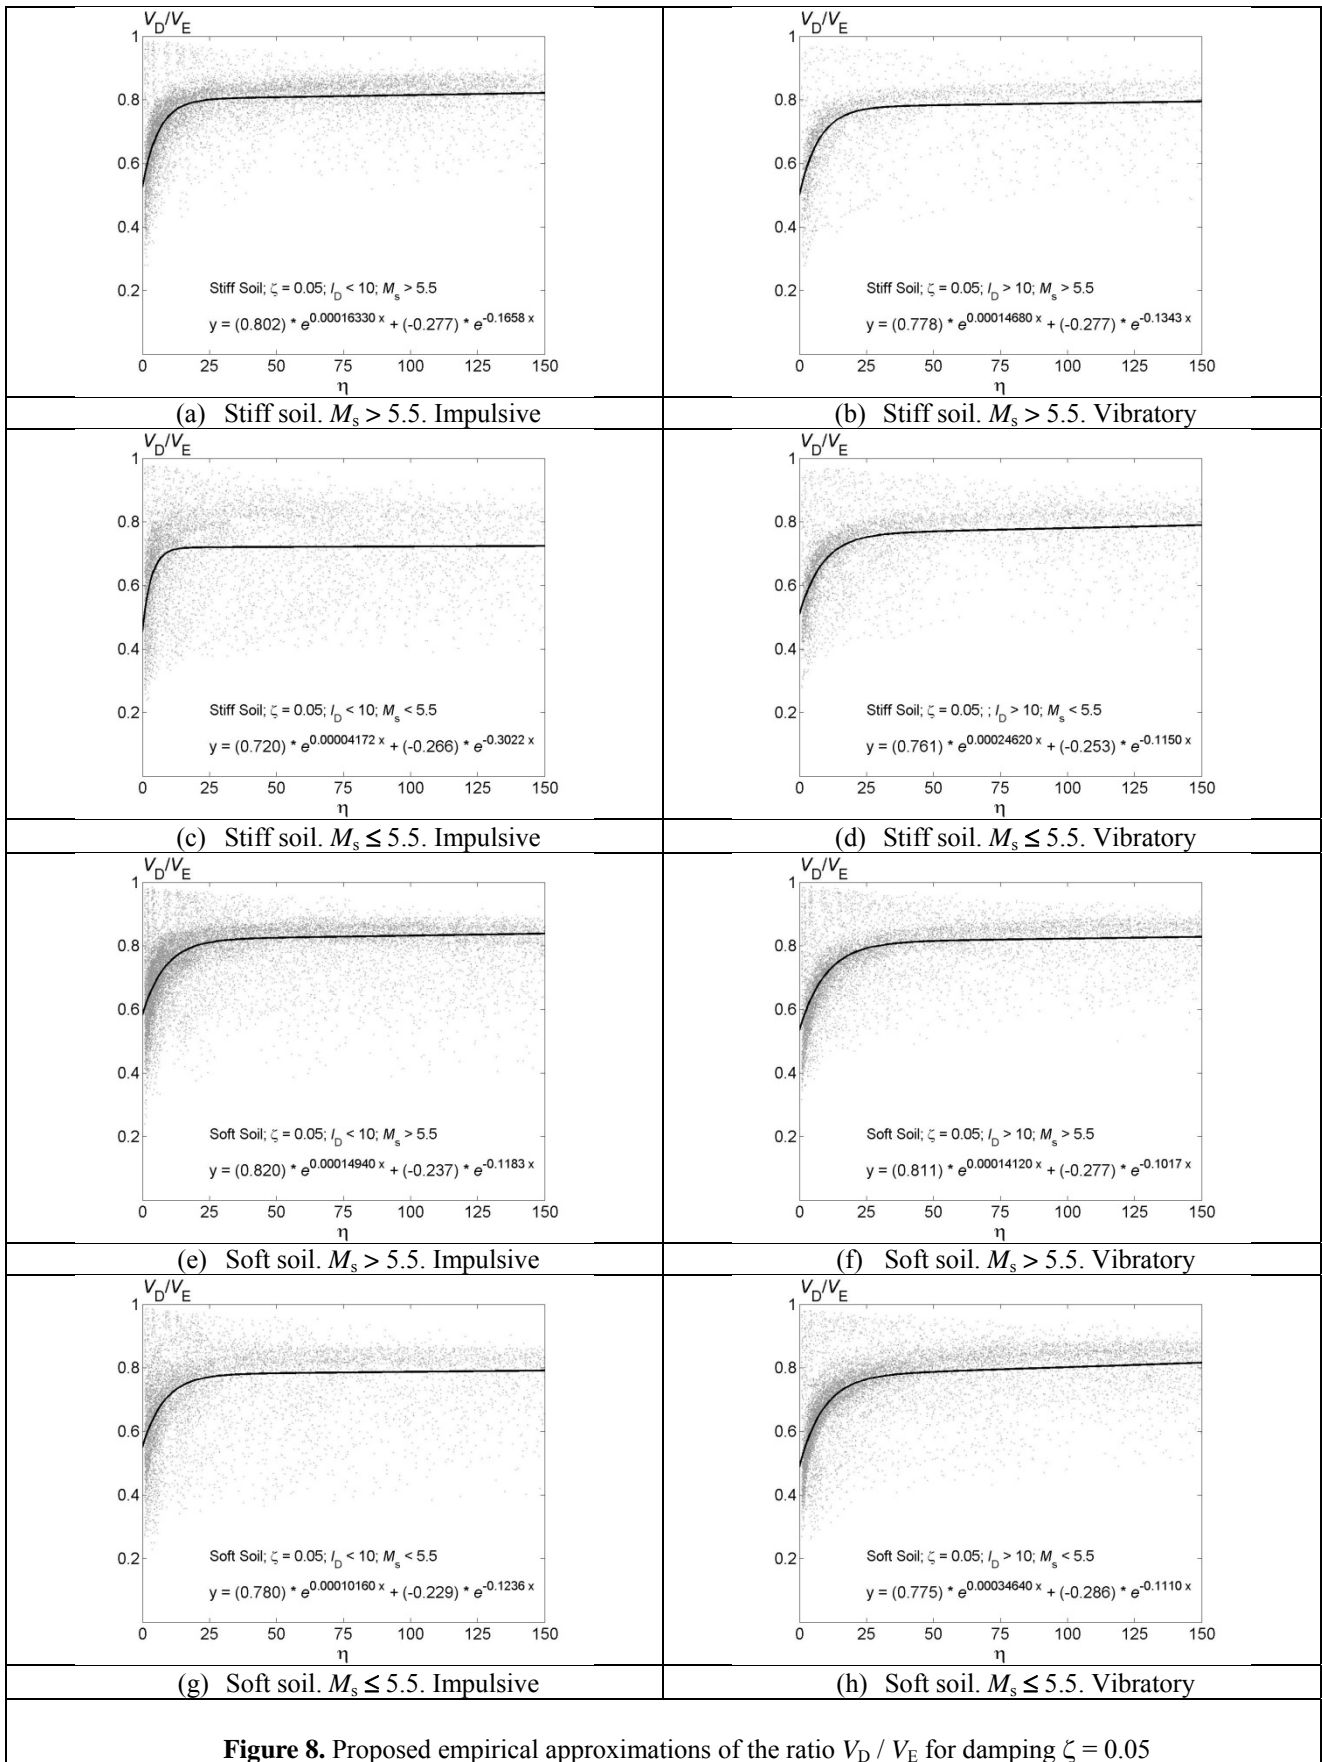 V_D/V_E
1
0.8
0.6
0.4
0.2
Stiff Soil; ζ = 0.05; I_D < 10; M_s > 5.5
y = (0.802) * e^0.00016330 x + (-0.277) * e^-0.1658 x
0 25 50 75 100 125 150
η
(a) Stiff soil. M_s > 5.5. Impulsive
V_D/V_E
1
0.8
0.6
0.4
0.2
Stiff Soil; ζ = 0.05; I_D > 10; M_s > 5.5
y = (0.778) * e^0.00014680 x + (-0.277) * e^-0.1343 x
0 25 50 75 100 125 150
η
(b) Stiff soil. M_s > 5.5. Vibratory
V_D/V_E
1
0.8
0.6
0.4
0.2
Stiff Soil; ζ = 0.05; I_D < 10; M_s < 5.5
y = (0.720) * e^0.00004172 x + (-0.266) * e^-0.3022 x
0 25 50 75 100 125 150
η
(c) Stiff soil. M_s ≤ 5.5. Impulsive
V_D/V_E
1
0.8
0.6
0.4
0.2
Stiff Soil; ζ = 0.05; ; I_D > 10; M_s < 5.5
y = (0.761) * e^0.00024620 x + (-0.253) * e^-0.1150 x
0 25 50 75 100 125 150
η
(d) Stiff soil. M_s ≤ 5.5. Vibratory
V_D/V_E
1
0.8
0.6
0.4
0.2
Soft Soil; ζ = 0.05; I_D < 10; M_s > 5.5
y = (0.820) * e^0.00014940 x + (-0.237) * e^-0.1183 x
0 25 50 75 100 125 150
η
(e) Soft soil. M_s > 5.5. Impulsive
V_D/V_E
1
0.8
0.6
0.4
0.2
Soft Soil; ζ = 0.05; I_D > 10; M_s > 5.5
y = (0.811) * e^0.00014120 x + (-0.277) * e^-0.1017 x
0 25 50 75 100 125 150
η
(f) Soft soil. M_s > 5.5. Vibratory
V_D/V_E
1
0.8
0.6
0.4
0.2
Soft Soil; ζ = 0.05; I_D < 10; M_s < 5.5
y = (0.780) * e^0.00010160 x + (-0.229) * e^-0.1236 x
0 25 50 75 100 125 150
η
(g) Soft soil. M_s ≤ 5.5. Impulsive
V_D/V_E
1
0.8
0.6
0.4
0.2
Soft Soil; ζ = 0.05; I_D > 10; M_s < 5.5
y = (0.775) * e^0.00034640 x + (-0.286) * e^-0.1110 x
0 25 50 75 100 125 150
η
(h) Soft soil. M_s ≤ 5.5. Vibratory
Figure 8. Proposed empirical approximations of the ratio V_D / V_E for damping ζ = 0.05